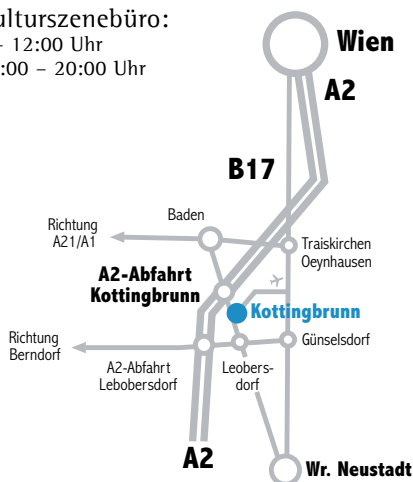 ulturszenebüro:
– 12:00 Uhr
:00 – 20:00 Uhr
Wien
A2
B17
Baden
Richtung
A21/A1
Traiskirchen
Oeynhausen
A2-Abfahrt
Kottingbrunn
Kottingbrunn
Richtung
Berndorf
A2-Abfahrt
Lebobersdorf
Leobers-
dorf
Günselsdorf
A2
Wr. Neustadt